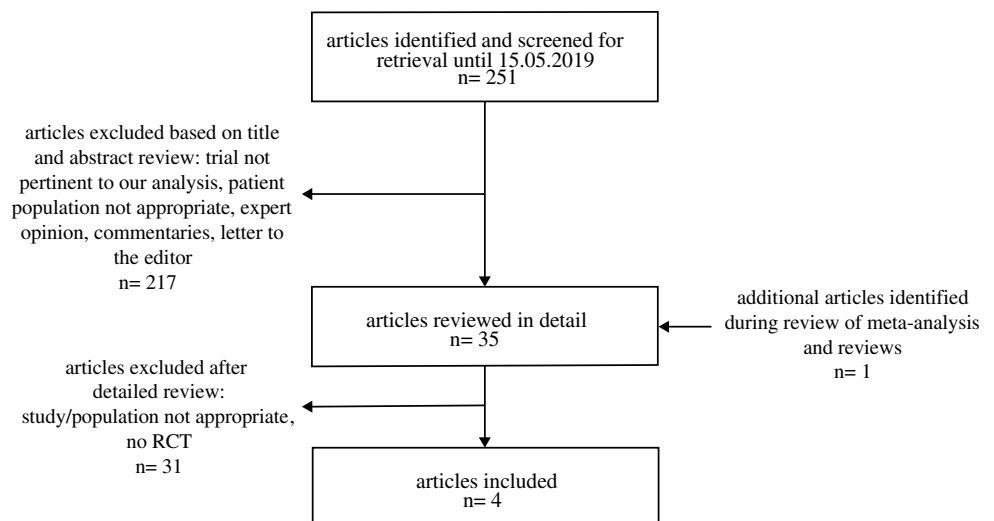 articles identified and screened for
retrieval until 15.05.2019
n= 251
articles excluded based on title
and abstract review: trial not
pertinent to our analysis, patient
population not appropriate, expert
opinion, commentaries, letter to
the editor
n= 217
articles reviewed in detail
n= 35
additional articles identified
during review of meta-analysis
and reviews
n= 1
articles excluded after
detailed review:
study/population not appropriate,
no RCT
n= 31
articles included
n= 4